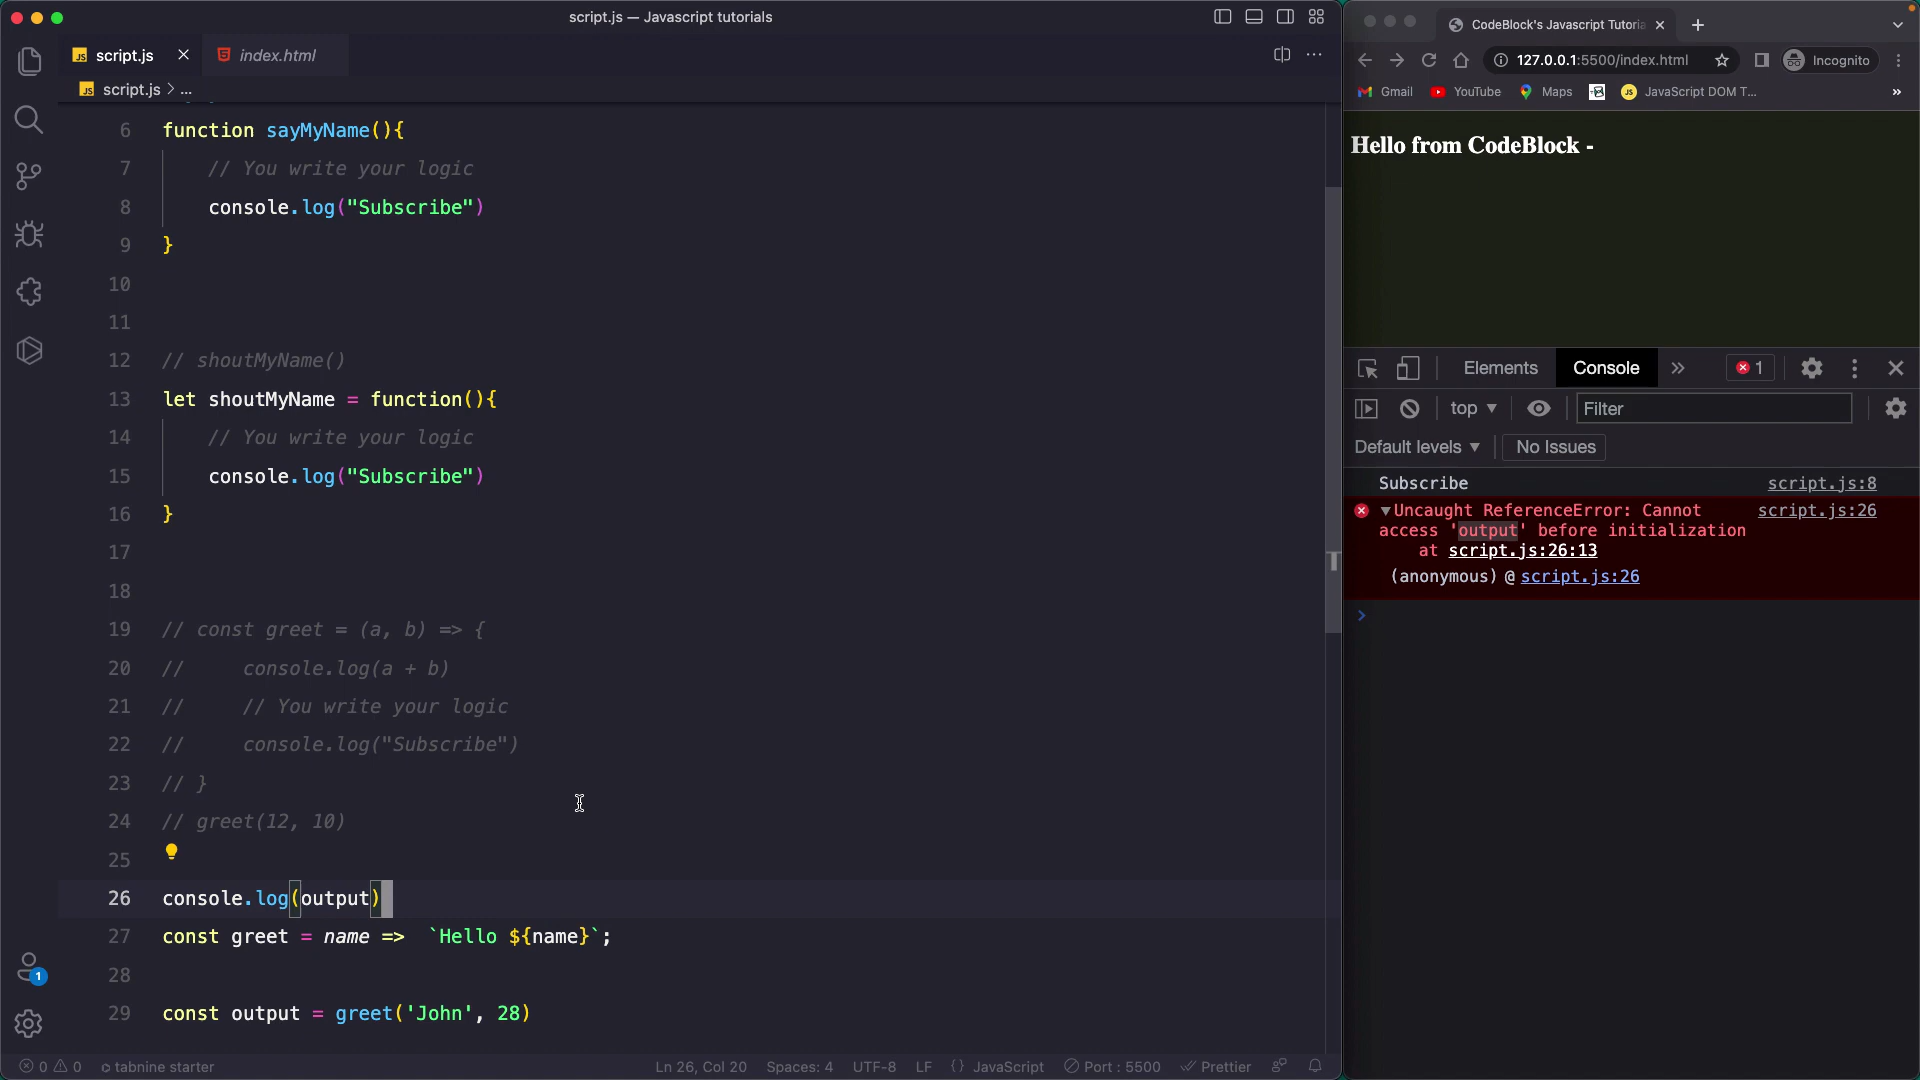 script.js — Javascript tutorials
script.js
index.html
script.js > ...
6 function sayMyName(){
7 // You write your logic
8 console.log("Subscribe")
9 }
10
11
12 // shoutMyName()
13 let shoutMyName = function(){
14 // You write your logic
15 console.log("Subscribe")
16 }
17
18
19 // const greet = (a, b) => {
20 // console.log(a + b)
21 // // You write your logic
22 // console.log("Subscribe")
23 // }
24 // greet(12, 10)
25
26 console.log(output)
27 const greet = name => `Hello ${name}`;
28
29 const output = greet('John', 28)
1
0 0 tabnine starter
Ln 26, Col 20 Spaces: 4 UTF-8 LF {} JavaScript Port : 5500 Prettier
CodeBlock's Javascript Tutoria
127.0.0.1:5500/index.html
Incognito
Gmail YouTube Maps JavaScript DOM T... »
Hello from CodeBlock -
Elements Console » 1
top Filter
Default levels No Issues
Subscribe script.js:8
Uncaught ReferenceError: Cannot script.js:26
access 'output' before initialization
at script.js:26:13
(anonymous) @ script.js:26